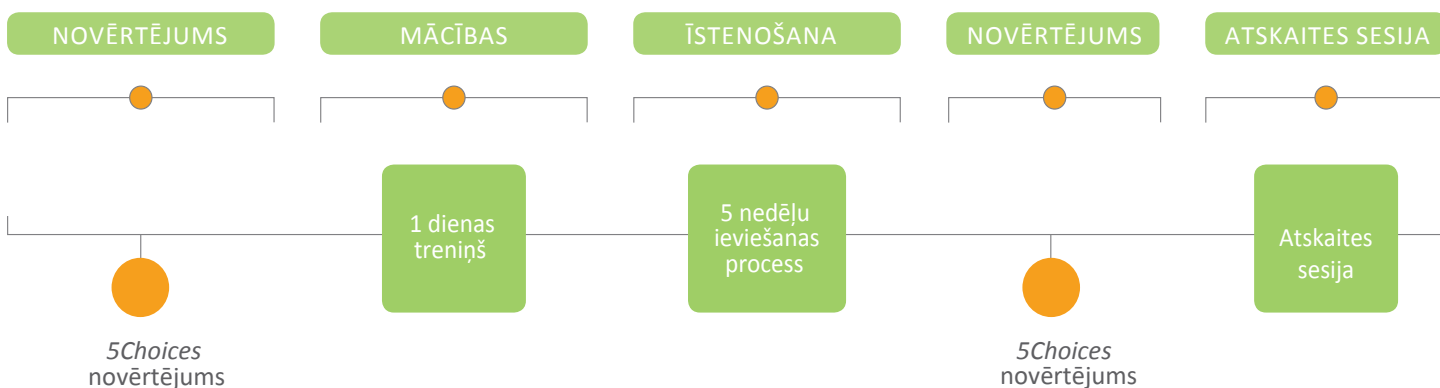 NOVĒRTĒJUMS
MĀCĪBAS
ĪSTENOŠANA
NOVĒRTĒJUMS
ATSKAITES SESIJA
1 dienas
treniņš
5 nedēļu
ieviešanas
process
Atskaites
sesija
5Choices
novērtējums
5Choices
novērtējums